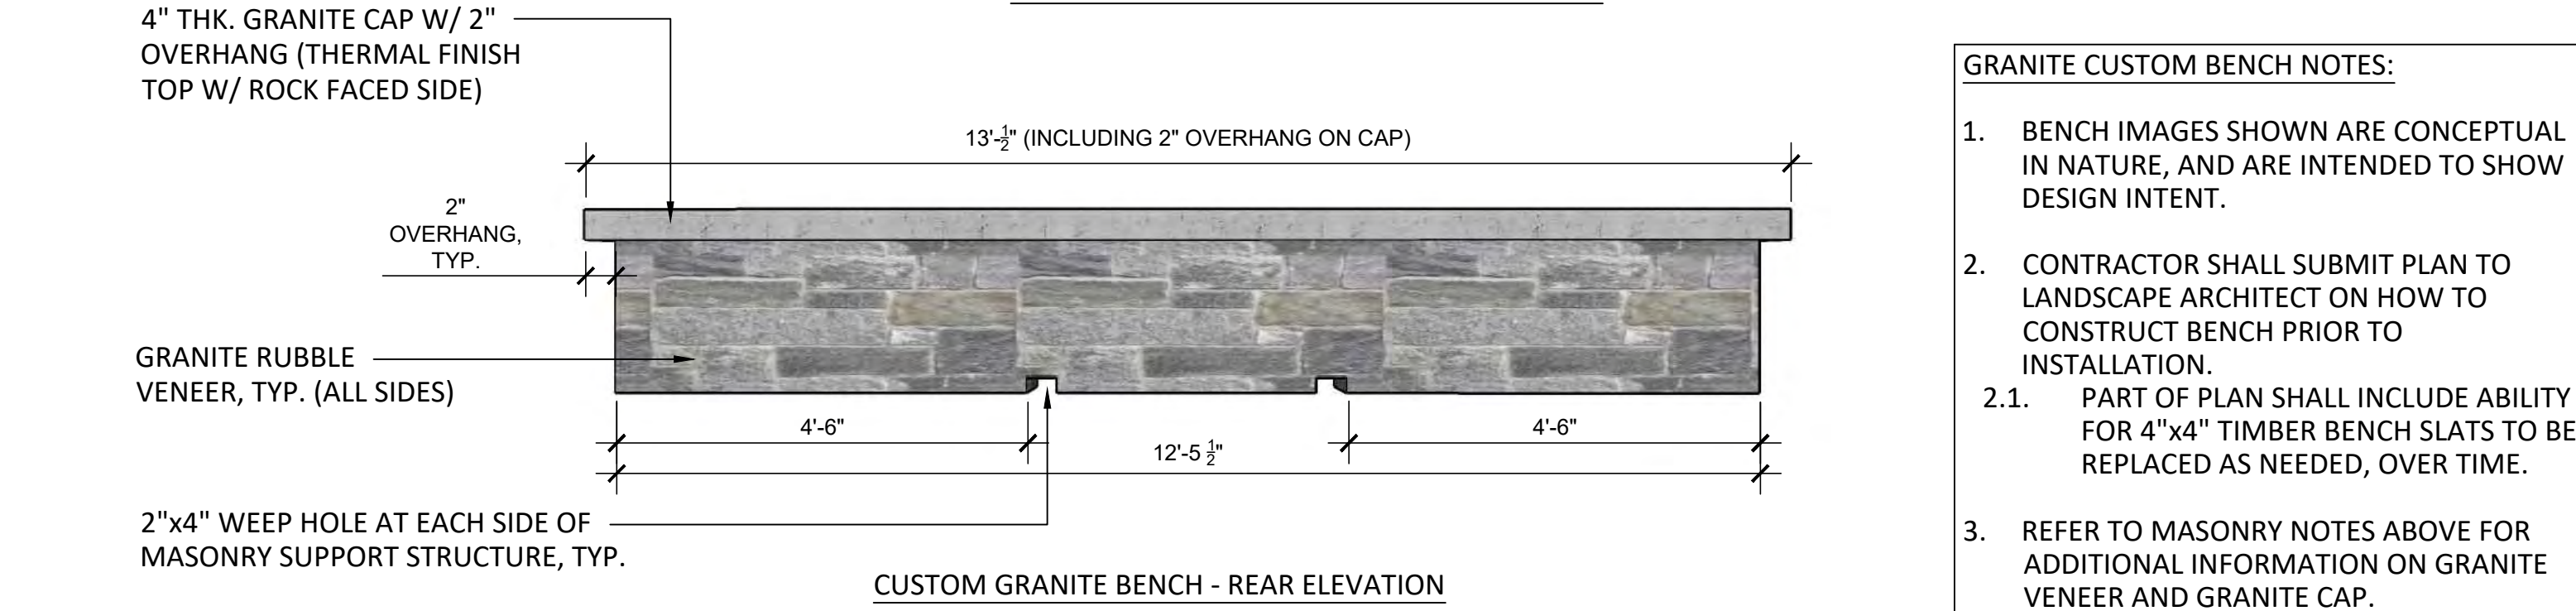 4" THK. GRANITE CAP W/ 2"
OVERHANG (THERMAL FINISH
TOP W/ ROCK FACED SIDE)
13'-½" (INCLUDING 2" OVERHANG ON CAP)
2"
OVERHANG,
TYP.
GRANITE RUBBLE
VENEER, TYP. (ALL SIDES)
4'-6"
12'-5 ½"
4'-6"
2"x4" WEEP HOLE AT EACH SIDE OF
MASONRY SUPPORT STRUCTURE, TYP.
CUSTOM GRANITE BENCH - REAR ELEVATION
GRANITE CUSTOM BENCH NOTES:
1. BENCH IMAGES SHOWN ARE CONCEPTUAL
IN NATURE, AND ARE INTENDED TO SHOW
DESIGN INTENT.
2. CONTRACTOR SHALL SUBMIT PLAN TO
LANDSCAPE ARCHITECT ON HOW TO
CONSTRUCT BENCH PRIOR TO
INSTALLATION.
2.1. PART OF PLAN SHALL INCLUDE ABILITY
FOR 4"x4" TIMBER BENCH SLATS TO BE
REPLACED AS NEEDED, OVER TIME.
3. REFER TO MASONRY NOTES ABOVE FOR
ADDITIONAL INFORMATION ON GRANITE
VENEER AND GRANITE CAP.